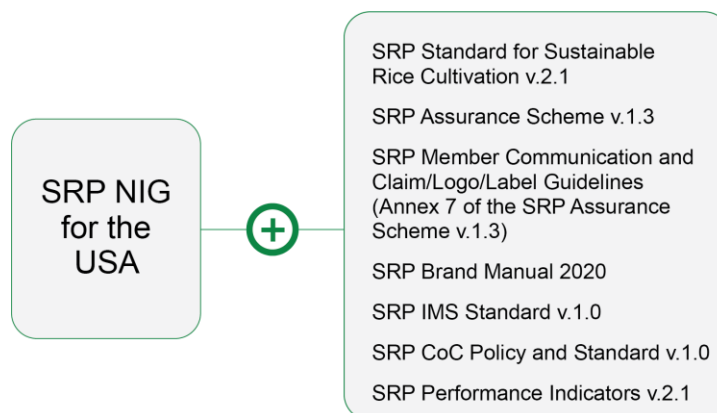 SRP NIG
for the
USA
SRP Standard for Sustainable
Rice Cultivation v.2.1
SRP Assurance Scheme v.1.3
SRP Member Communication and
Claim/Logo/Label Guidelines
(Annex 7 of the SRP Assurance
Scheme v.1.3)
SRP Brand Manual 2020
SRP IMS Standard v.1.0
SRP CoC Policy and Standard v.1.0
SRP Performance Indicators v.2.1